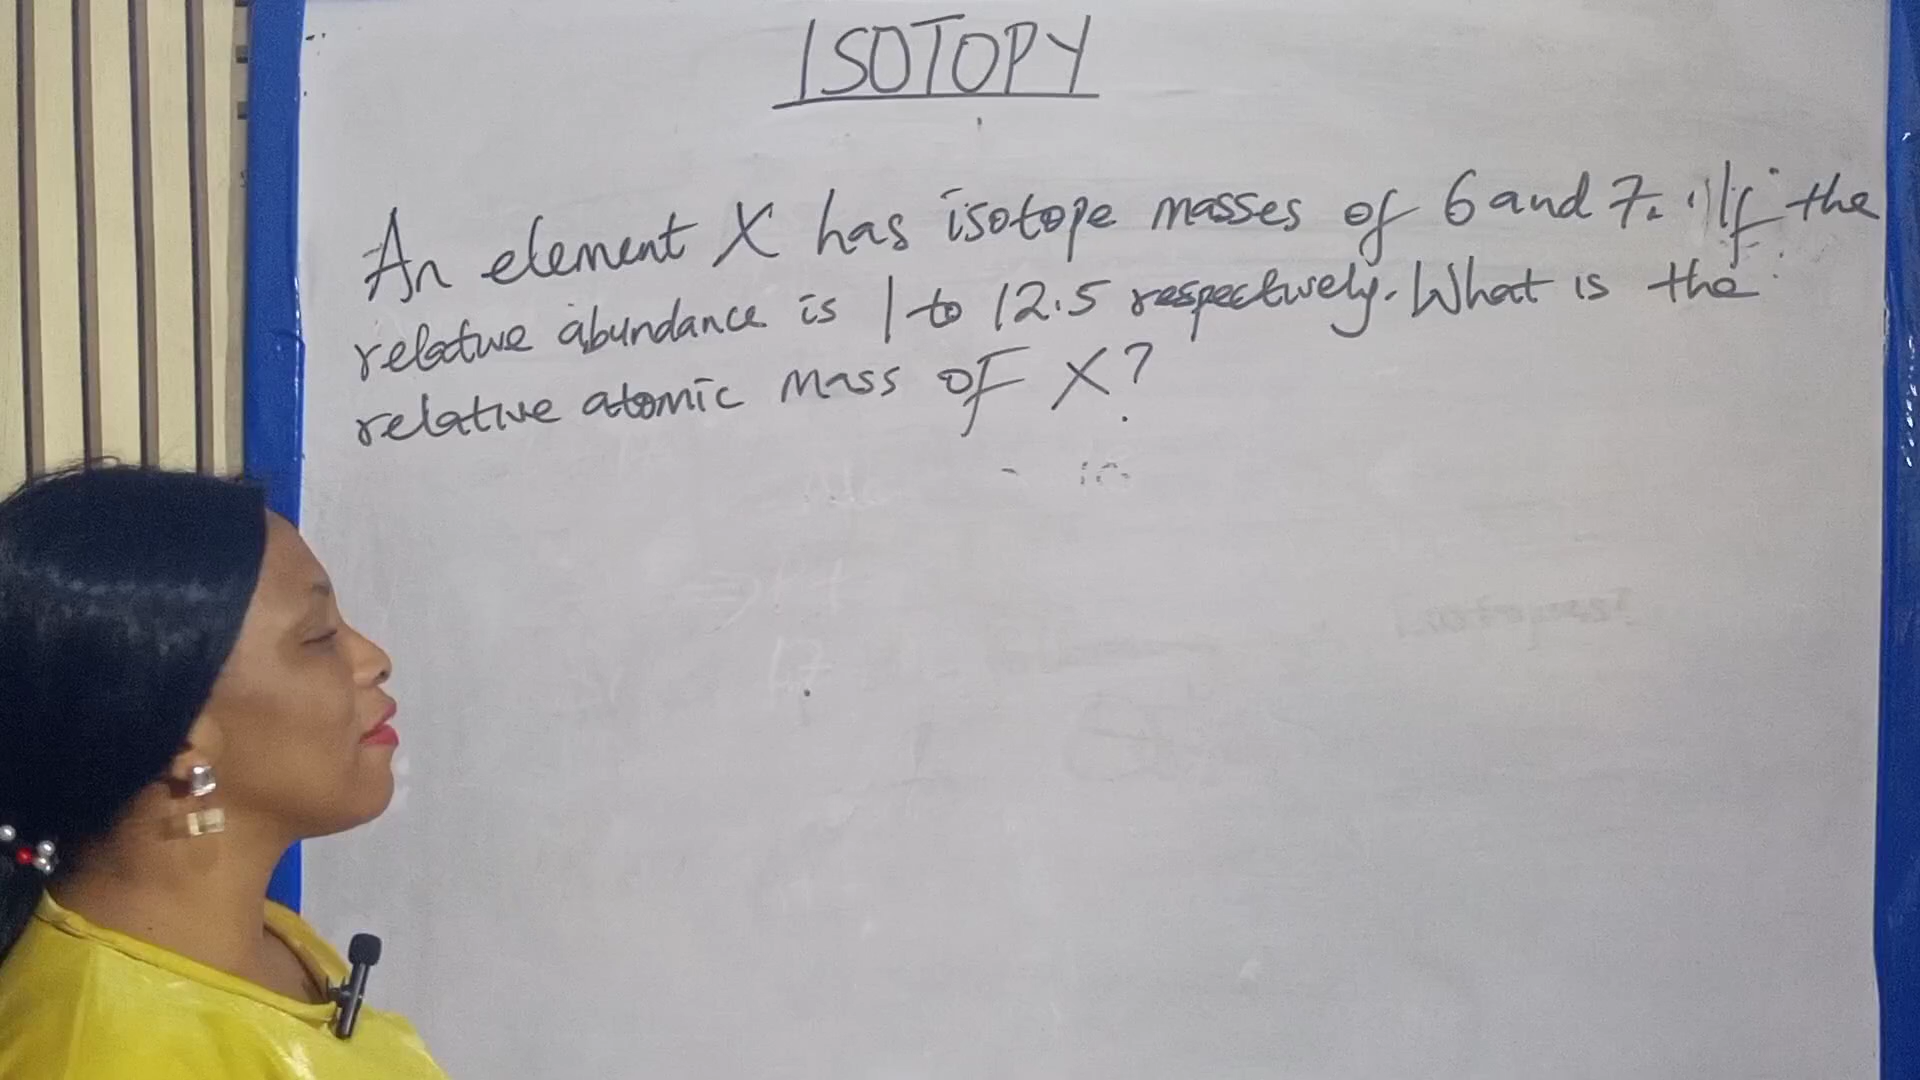 ISOTOPY
An element X has isotope masses of 6 and 7. If the
relative abundance is 1 to 12.5 respectively. What is the
relative atomic mass of X?